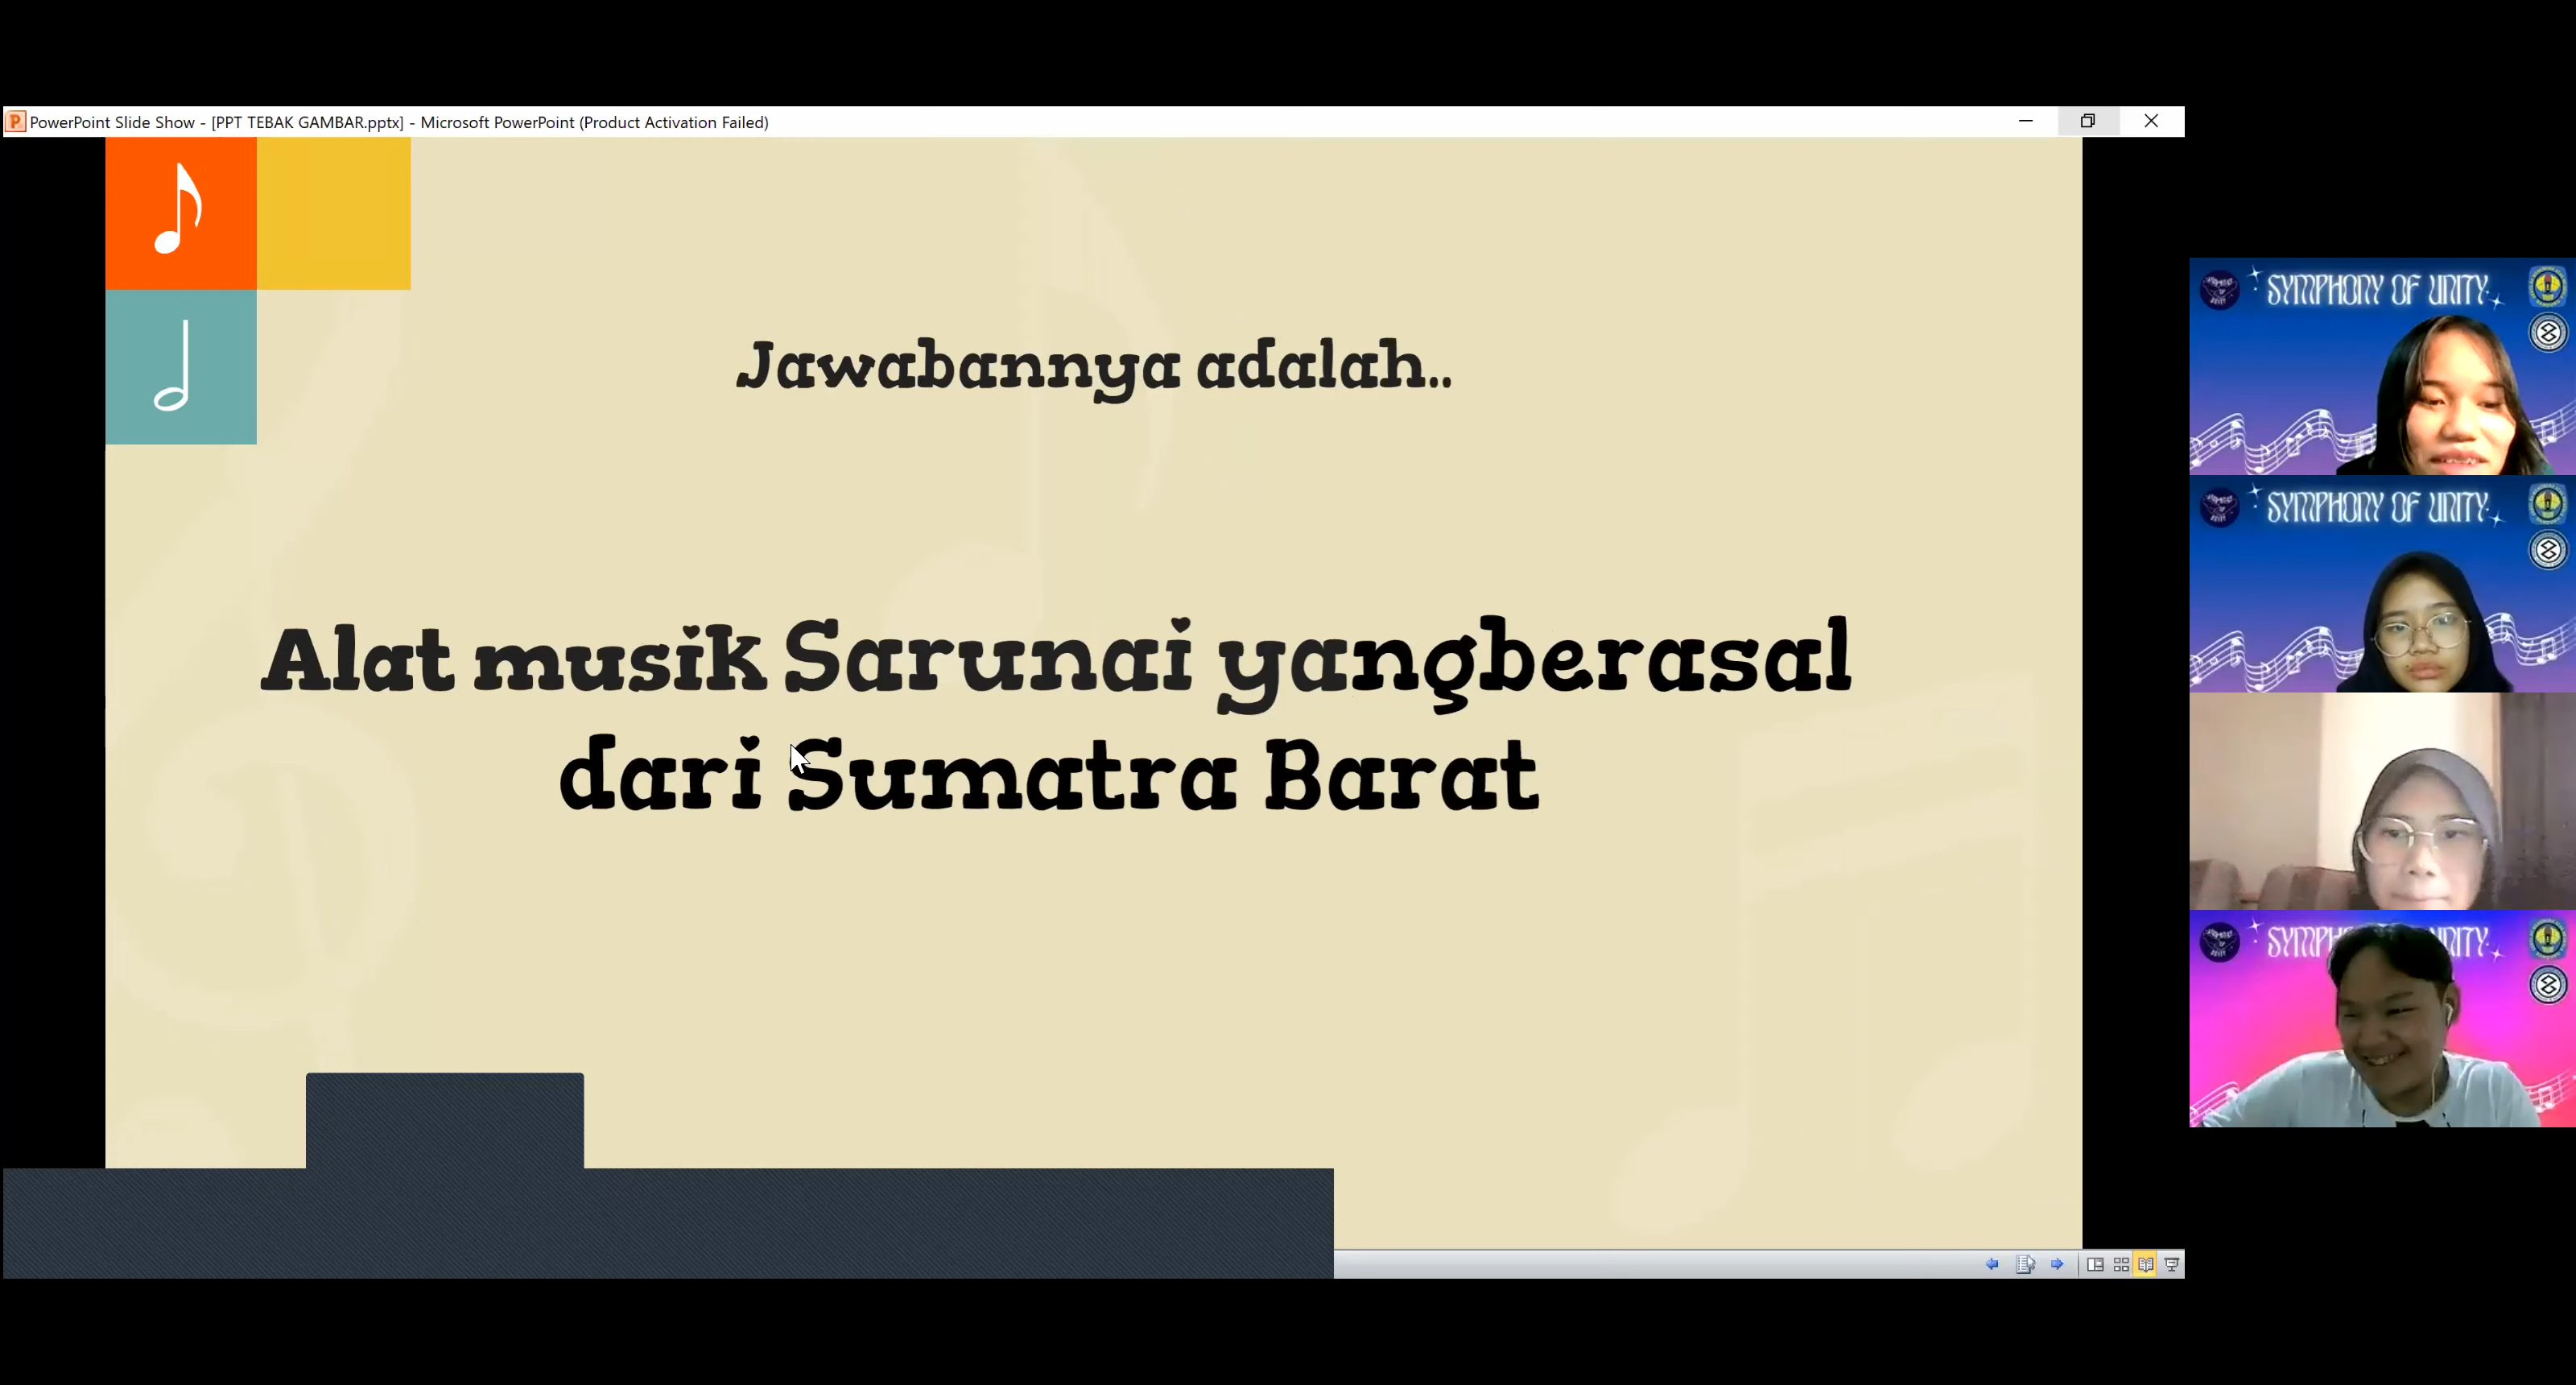 PowerPoint Slide Show - [PPT TEBAK GAMBAR.pptx] - Microsoft PowerPoint (Product Activation Failed)
Jawabannya adalah..
Alat musik Sarunai yangberasal
dari Sumatra Barat
SYMPHONY OF UNITY
SYMPHONY OF UNITY